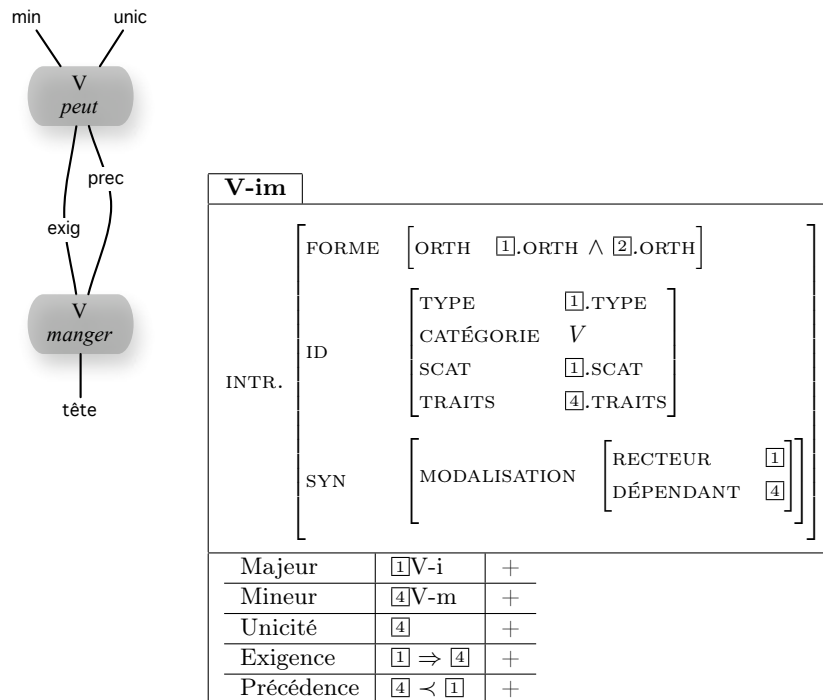 min unic
V
peut
prec
exig
V
manger
tête
V-im
INTR.
FORME [ORTH 1.ORTH ∧ 2.ORTH]
ID
TYPE 1.TYPE
CATÉGORIE V
SCAT 1.SCAT
TRAITS 4.TRAITS
SYN
MODALISATION
RECTEUR 1
DÉPENDANT 4
Majeur 1V-i +
Mineur 4V-m +
Unicité 4 +
Exigence 1 ⇒ 4 +
Précédence 4 ≺ 1 +